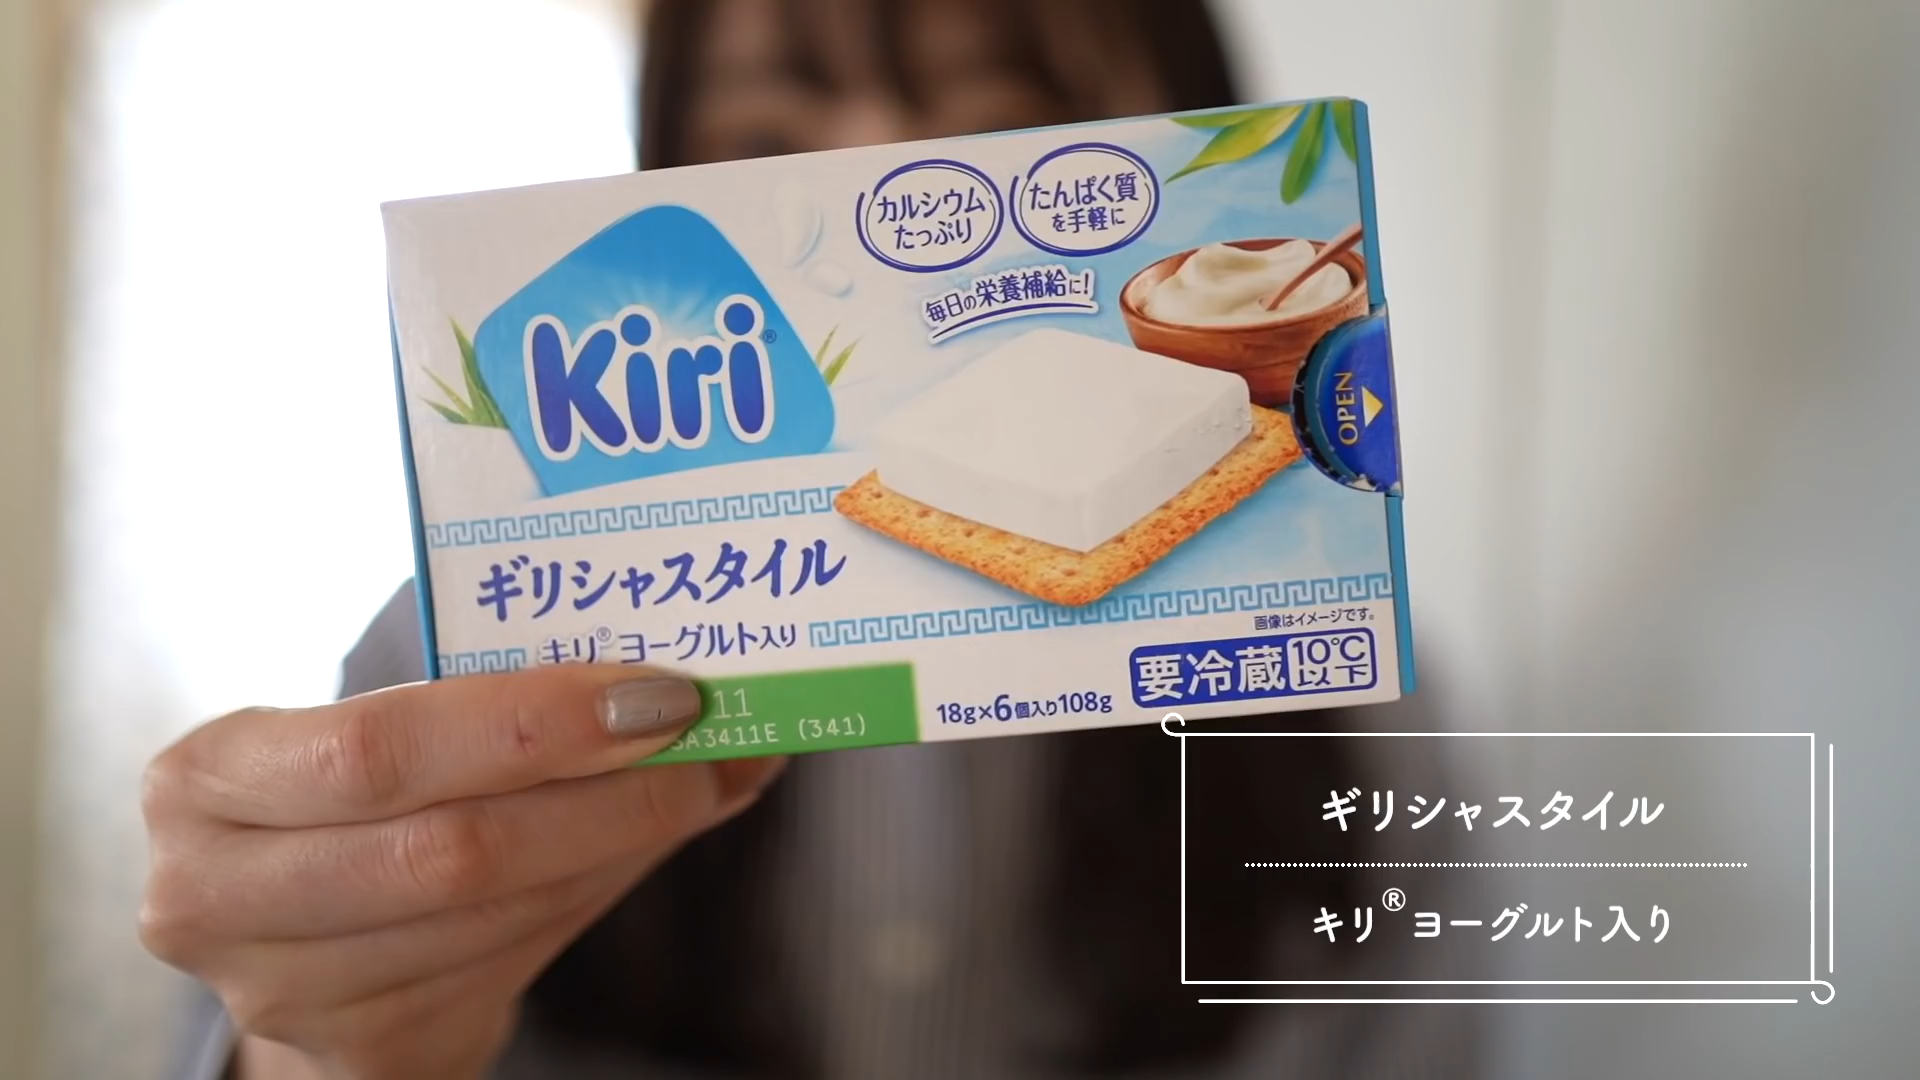 カルシウム
たっぷり
たんぱく質
を手軽に
毎日の栄養補給に!
Kiri®
OPEN
ギリシャスタイル
キリ®ヨーグルト入り
画像はイメージです。
要冷蔵 10℃以下
18g×6個入り108g
11
SA3411E (341)
ギリシャスタイル
キリ®ヨーグルト入り